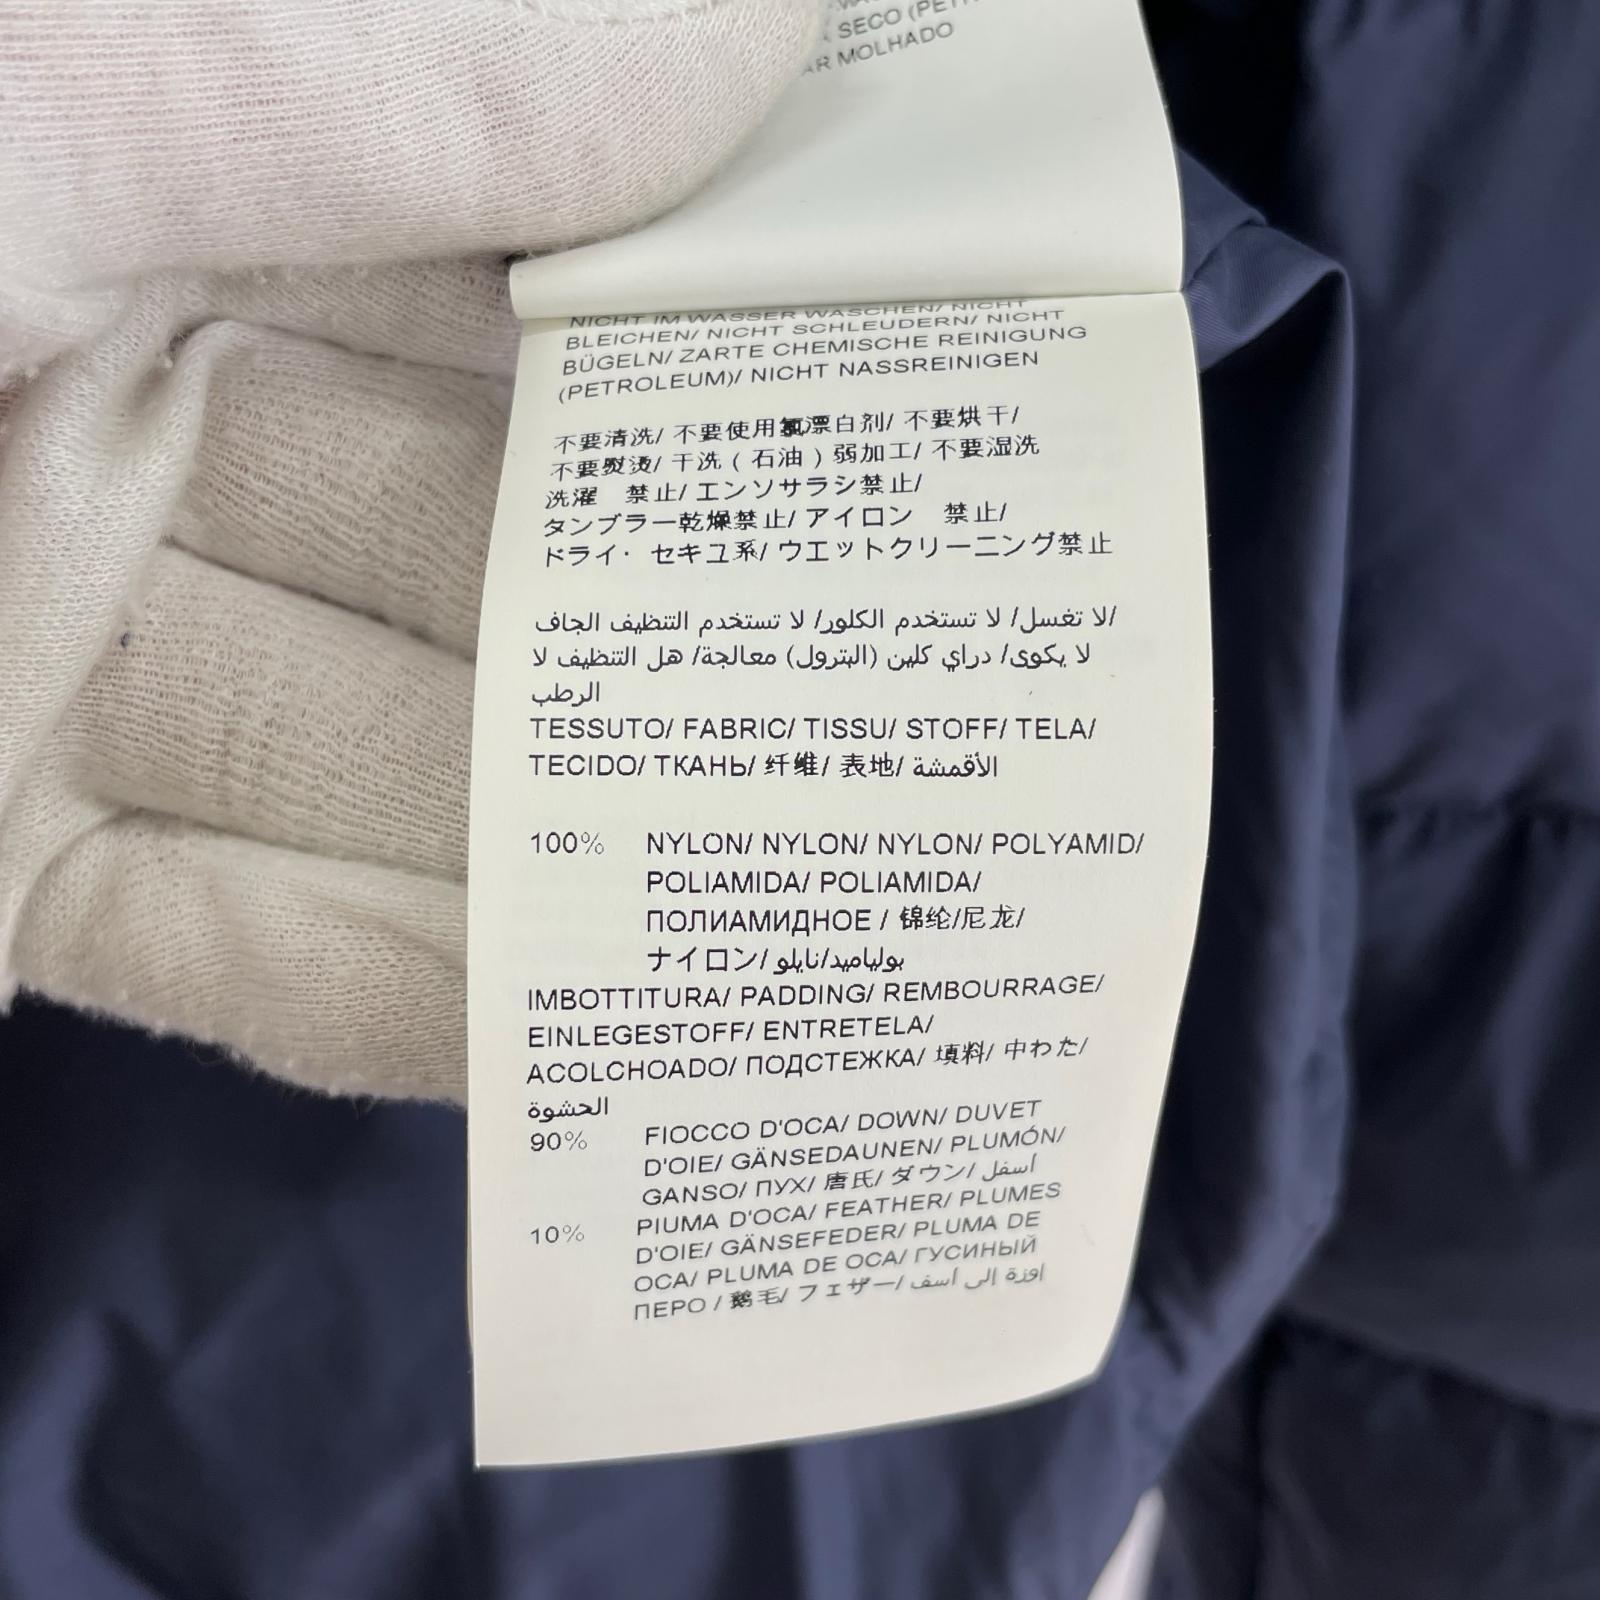 SECO
AR MOLHADO
NICHT IM WASSER WASCHEN/ NICHT
BLEICHEN/ NICHT SCHLEUDERN/ NICHT
BÜGELN/ ZARTE CHEMISCHE REINIGUNG
(PETROLEUM)/ NICHT NASSREINIGEN
不要清洗/ 不要使用氯漂白剂/ 不要烘干/
不要熨烫/ 干洗 ( 石油 ) 弱加工/ 不要湿洗
洗濯 禁止/ エンソサラシ禁止/
タンブラー乾燥禁止/ アイロン 禁止/
ドライ・ セキユ系/ ウエットクリーニング禁止
لا تغسل/ لا تستخدم الكلور/ لا تستخدم التنظيف الجاف/
لا يكوى/ دراي كلين (البترول) معالجة/ هل التنظيف لا
الرطب
TESSUTO/ FABRIC/ TISSU/ STOFF/ TELA/
TECIDO/ ТКАНЬ/ 纤维/ 表地/ الأقمشة
100% NYLON/ NYLON/ NYLON/ POLYAMID/
POLIAMIDA/ POLIAMIDA/
ПОЛИАМИДНОЕ / 锦纶/尼龙/
ナイロン/ بولياميد/نايلو
IMBOTTITURA/ PADDING/ REMBOURRAGE/
EINLEGESTOFF/ ENTRETELA/
ACOLCHOADO/ ПОДСТЕЖКА/ 填料/ 中わた/
الحشوة
90% FIOCCO D'OCA/ DOWN/ DUVET
D'OIE/ GÄNSEDAUNEN/ PLUMÓN/
GANSO/ ПУХ/ 唐氏/ ダウン/ أسفل
10% PIUMA D'OCA/ FEATHER/ PLUMES
D'OIE/ GÄNSEFEDER/ PLUMA DE
OCA/ PLUMA DE OCA/ ГУСИНЫЙ
ПЕРО / 鹅毛/ フェザー/ اوزة إلى أسف